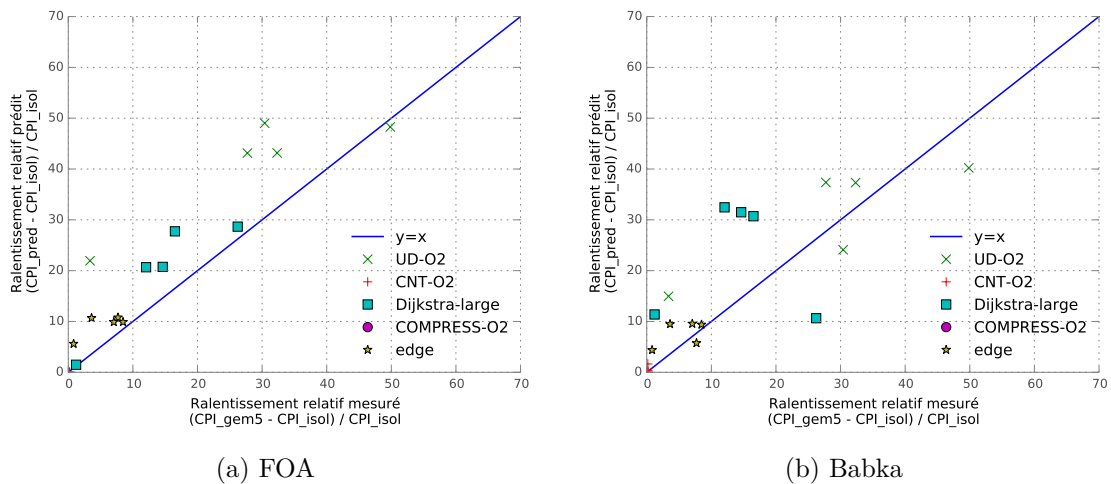 70
60
50
40
30
20
10
0
0 10 20 30 40 50 60 70
Ralentissement relatif prédit
(CPI_pred - CPI_isol) / CPI_isol
y=x
UD-O2
CNT-O2
Dijkstra-large
COMPRESS-O2
edge
Ralentissement relatif mesuré
(CPI_gem5 - CPI_isol) / CPI_isol
(a) FOA
70
60
50
40
30
20
10
0
0 10 20 30 40 50 60 70
Ralentissement relatif prédit
(CPI_pred - CPI_isol) / CPI_isol
y=x
UD-O2
CNT-O2
Dijkstra-large
COMPRESS-O2
edge
Ralentissement relatif mesuré
(CPI_gem5 - CPI_isol) / CPI_isol
(b) Babka